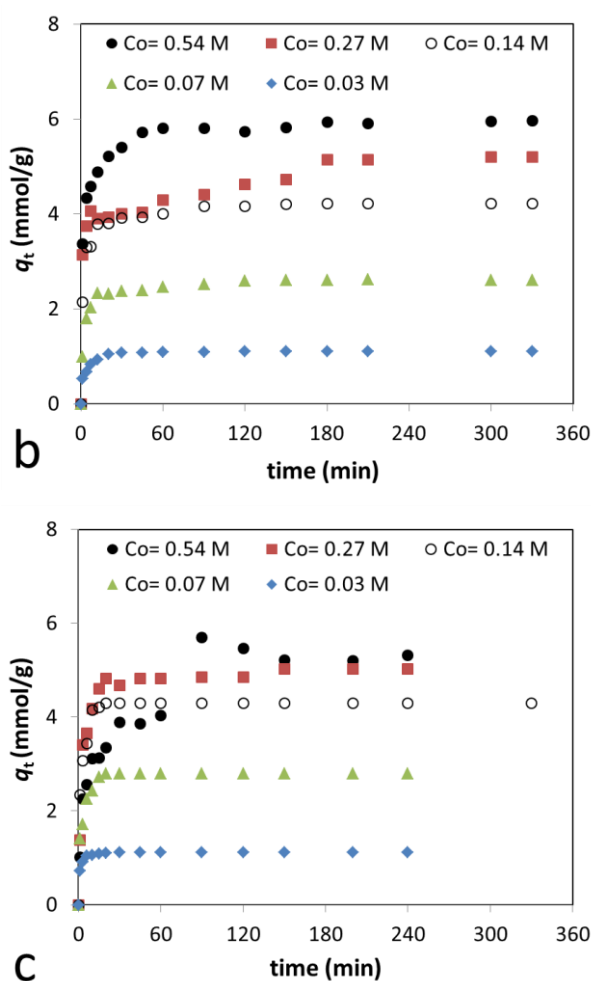 Co= 0.54 M Co= 0.27 M Co= 0.14 M
Co= 0.07 M Co= 0.03 M
8
6
4
2
0
qt (mmol/g)
0 60 120 180 240 300 360
time (min)
b
Co= 0.54 M Co= 0.27 M Co= 0.14 M
Co= 0.07 M Co= 0.03 M
8
6
4
2
0
qt (mmol/g)
0 60 120 180 240 300 360
time (min)
c